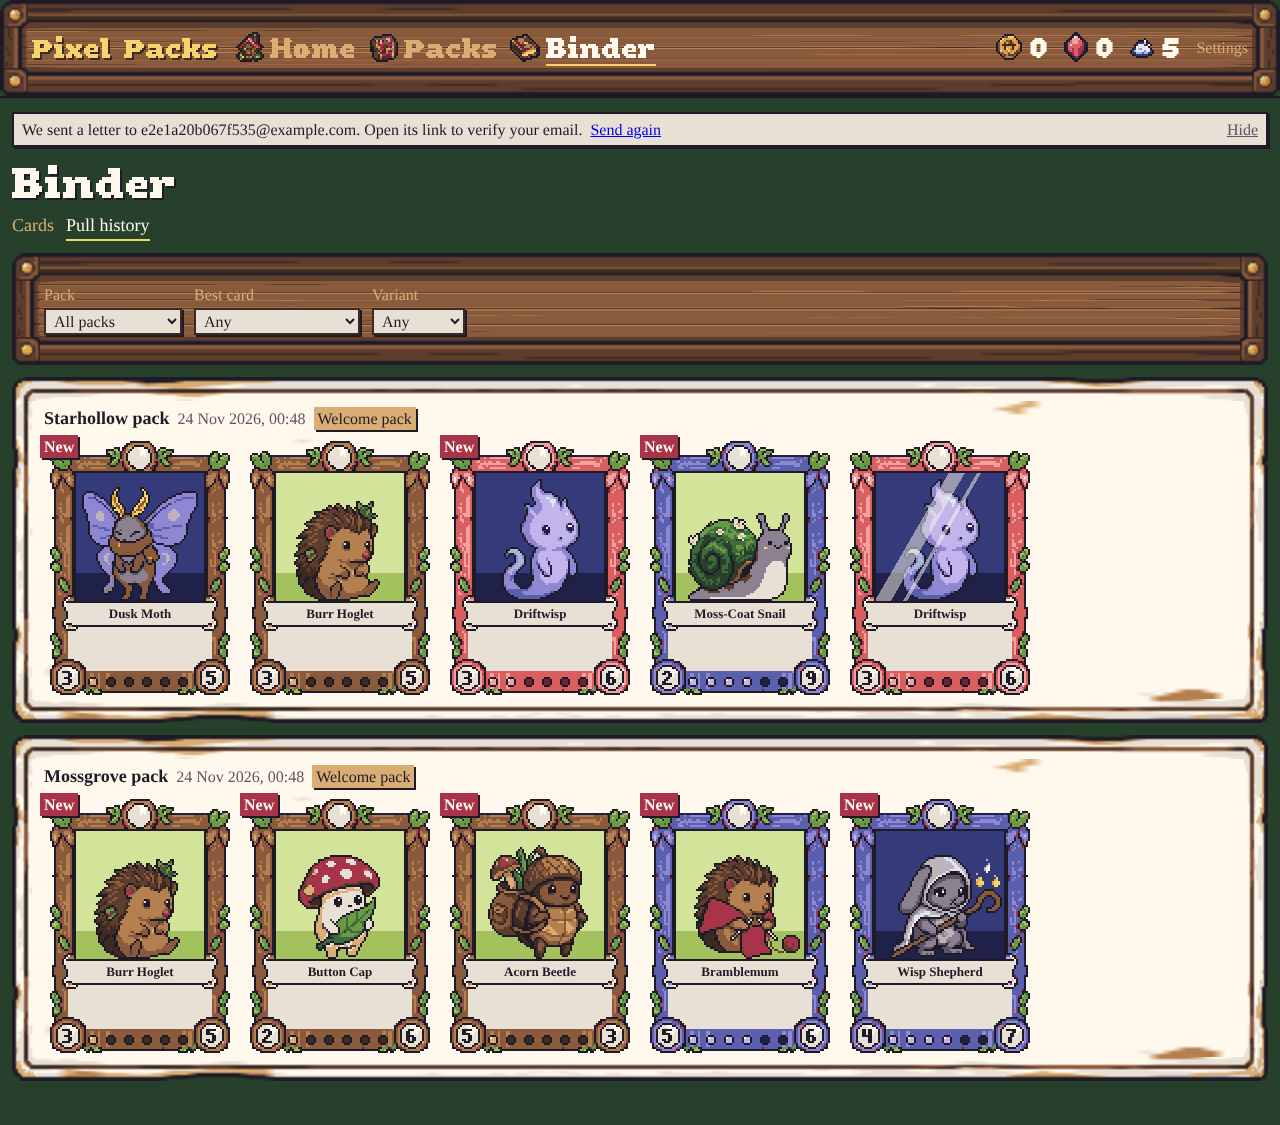 Pixel Packs Home Packs Binder 0 0 5 Settings
We sent a letter to e2e1a20b067f535@example.com. Open its link to verify your email. Send again Hide
Binder
Cards Pull history
Pack Best card Variant
All packs Any Any
Starhollow pack 24 Nov 2026, 00:48 Welcome pack
New New New
Dusk Moth Burr Hoglet Driftwisp Moss-Coat Snail Driftwisp
3 5 3 5 3 6 2 9 3 6
Mossgrove pack 24 Nov 2026, 00:48 Welcome pack
New New New New New
Burr Hoglet Button Cap Acorn Beetle Bramblemum Wisp Shepherd
3 5 2 6 5 3 5 6 4 7